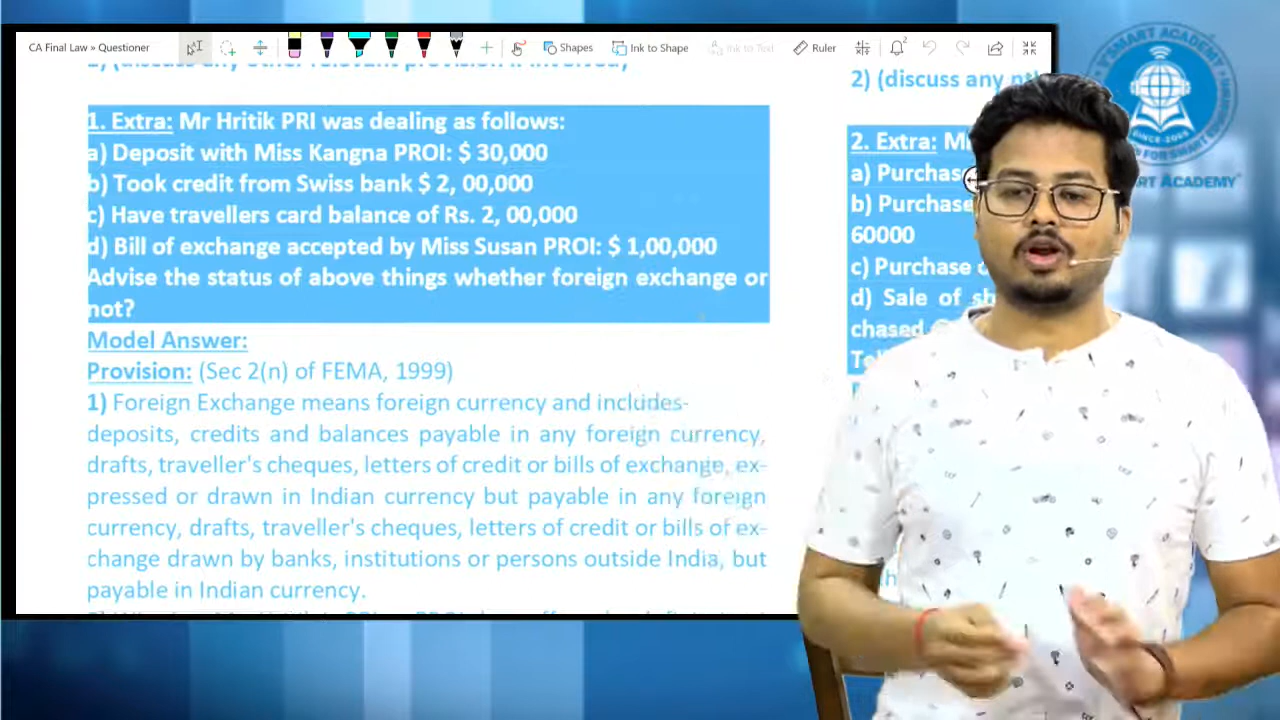 CA Final Law » Questioner
Shapes
Ink to Shape
Ink to Text
Ruler
1. Extra: Mr Hritik PRI was dealing as follows:
a) Deposit with Miss Kangna PROI: $ 30,000
b) Took credit from Swiss bank $ 2, 00,000
c) Have travellers card balance of Rs. 2, 00,000
d) Bill of exchange accepted by Miss Susan PROI: $ 1,00,000
Advise the status of above things whether foreign exchange or
not?
Model Answer:
Provision: (Sec 2(n) of FEMA, 1999)
1) Foreign Exchange means foreign currency and includes-
deposits, credits and balances payable in any foreign currency,
drafts, traveller's cheques, letters of credit or bills of exchange, ex-
pressed or drawn in Indian currency but payable in any foreign
currency, drafts, traveller's cheques, letters of credit or bills of ex-
change drawn by banks, institutions or persons outside India, but
payable in Indian currency.
2) (discuss any
2. Extra:
a)
b)
60000
c) Purchase
d) Sale of
SINCE-2005
FOR SMART
ACADEMY